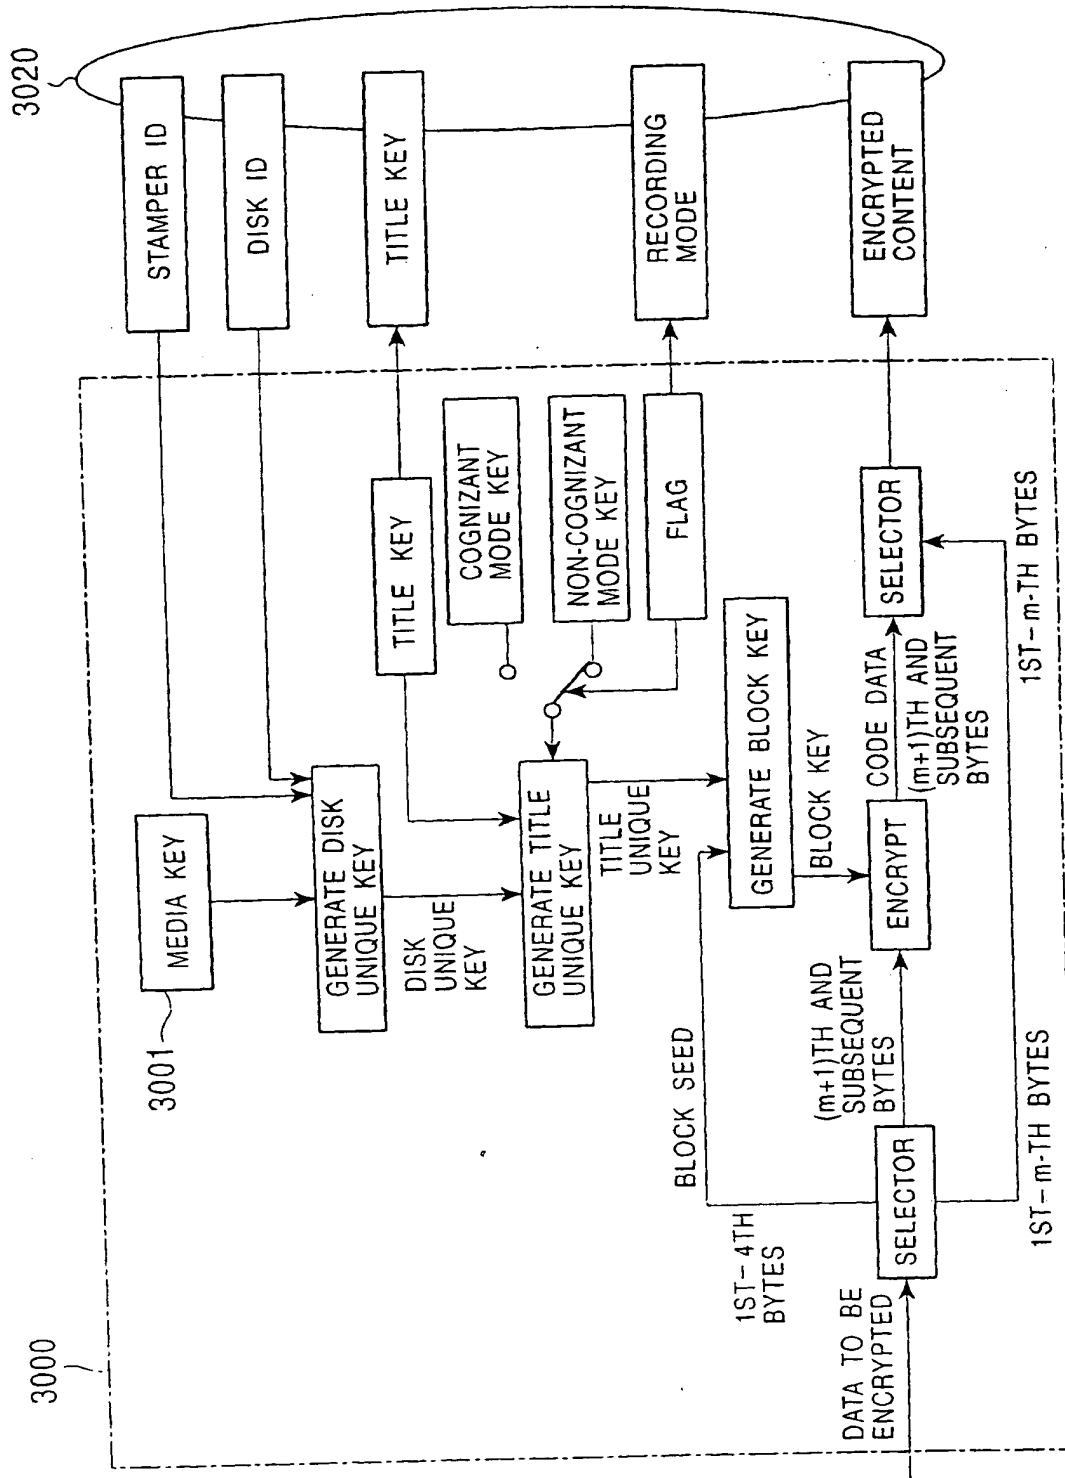 3000
3020
3001
MEDIA KEY
STAMPER ID
DISK ID
GENERATE DISK
UNIQUE KEY
DISK
UNIQUE
KEY
TITLE KEY
TITLE KEY
GENERATE TITLE
UNIQUE KEY
TITLE
UNIQUE
KEY
COGNIZANT
MODE KEY
NON-COGNIZANT
MODE KEY
FLAG
RECORDING
MODE
BLOCK SEED
1ST-4TH
BYTES
GENERATE BLOCK KEY
BLOCK KEY
DATA TO BE
ENCRYPTED
SELECTOR
(m+1)TH AND
SUBSEQUENT
BYTES
ENCRYPT
CODE DATA
(m+1)TH AND
SUBSEQUENT
BYTES
SELECTOR
ENCRYPTED
CONTENT
1ST-m-TH BYTES
1ST-m-TH BYTES